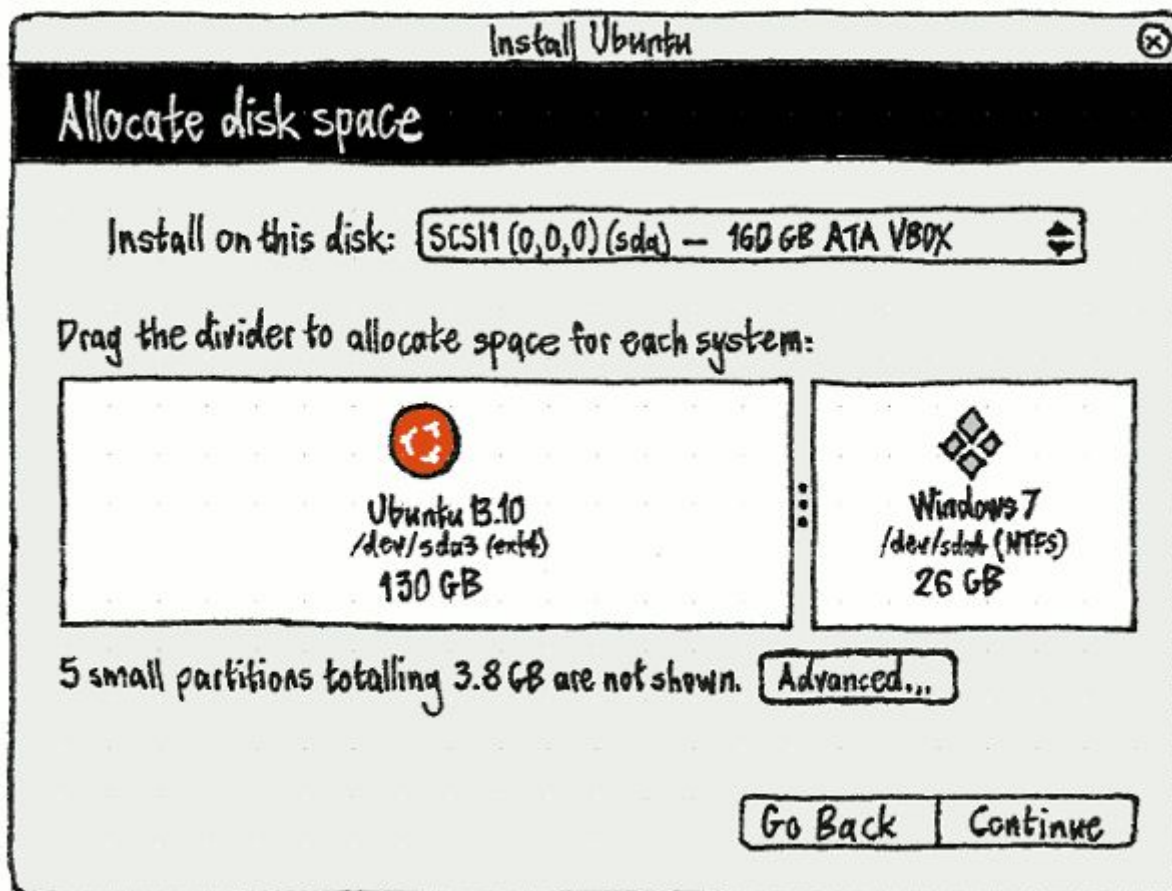 Install Ubuntu
Allocate disk space
Install on this disk: SCSI1 (0,0,0) (sda) — 160 GB ATA VBOX
Drag the divider to allocate space for each system:
Ubuntu 13.10
/dev/sda3 (ext4)
130 GB
Windows 7
(NTFS)
26 GB
5 small partitions totalling 3.8 GB are not shown. Advanced...
Go Back Continue